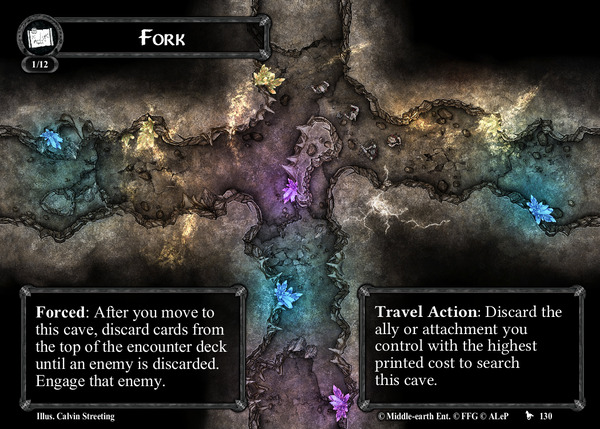 Fork
1/12
Forced: After you move to
this cave, discard cards from
the top of the encounter deck
until an enemy is discarded.
Engage that enemy.
Travel Action: Discard the
ally or attachment you
control with the highest
printed cost to search
this cave.
Illus. Calvin Streeting
© Middle-earth Ent. © FFG © ALeP
130